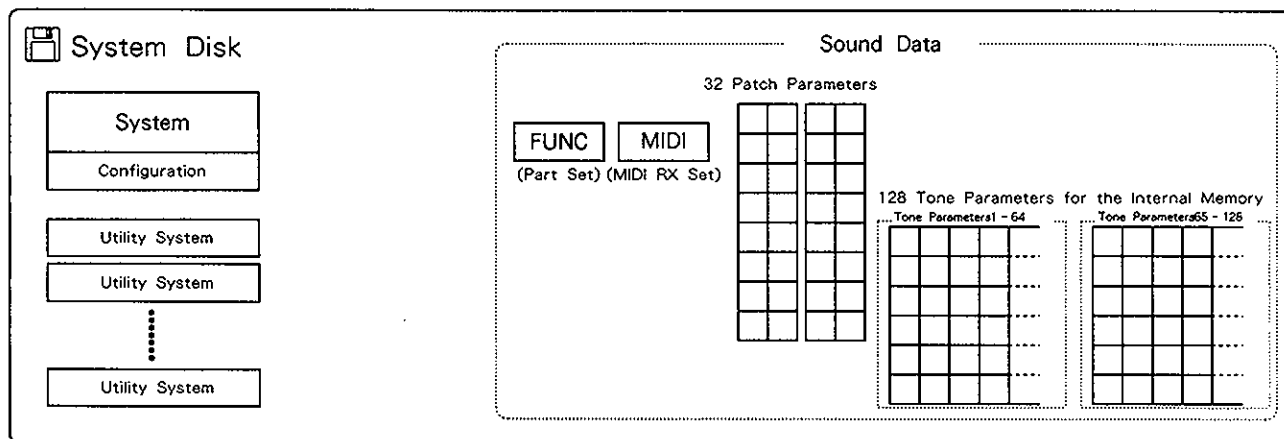 System Disk
System
Configuration
Utility System
Utility System
Utility System
Sound Data
32 Patch Parameters
FUNC
MIDI
(Part Set) (MIDI RX Set)
128 Tone Parameters for the Internal Memory
Tone Parameters1 - 64
Tone Parameters65 - 128